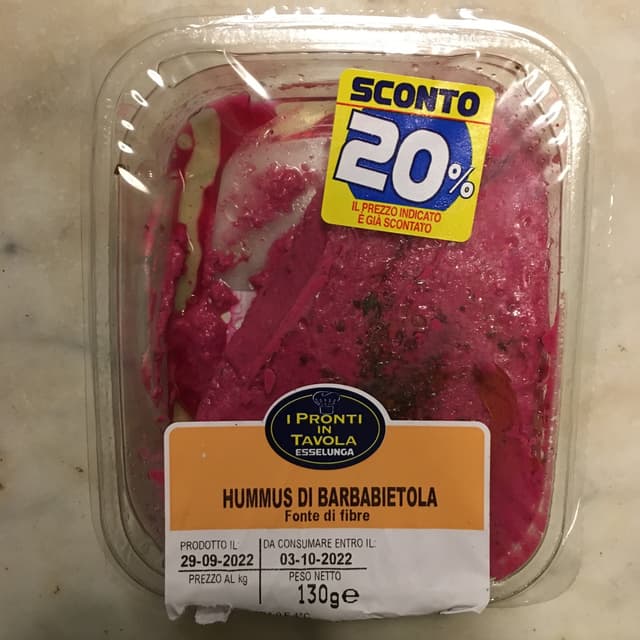 SCONTO
20%
IL PREZZO INDICATO
È GIÀ SCONTATO
I PRONTI
IN
TAVOLA
ESSELUNGA
HUMMUS DI BARBABIETOLA
Fonte di fibre
PRODOTTO IL: DA CONSUMARE ENTRO IL:
29-09-2022 03-10-2022
PREZZO AL kg PESO NETTO
130g℮